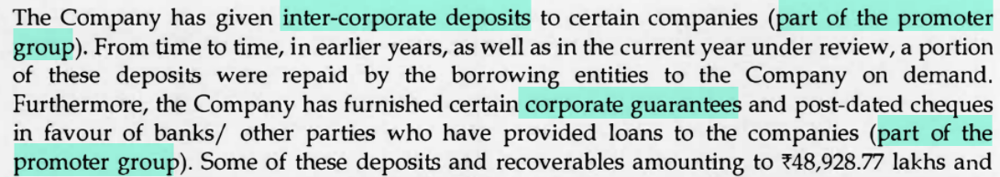 The Company has given inter-corporate deposits to certain companies (part of the promoter
group). From time to time, in earlier years, as well as in the current year under review, a portion
of these deposits were repaid by the borrowing entities to the Company on demand.
Furthermore, the Company has furnished certain corporate guarantees and post-dated cheques
in favour of banks/ other parties who have provided loans to the companies (part of the
promoter group). Some of these deposits and recoverables amounting to ₹48,928.77 lakhs and